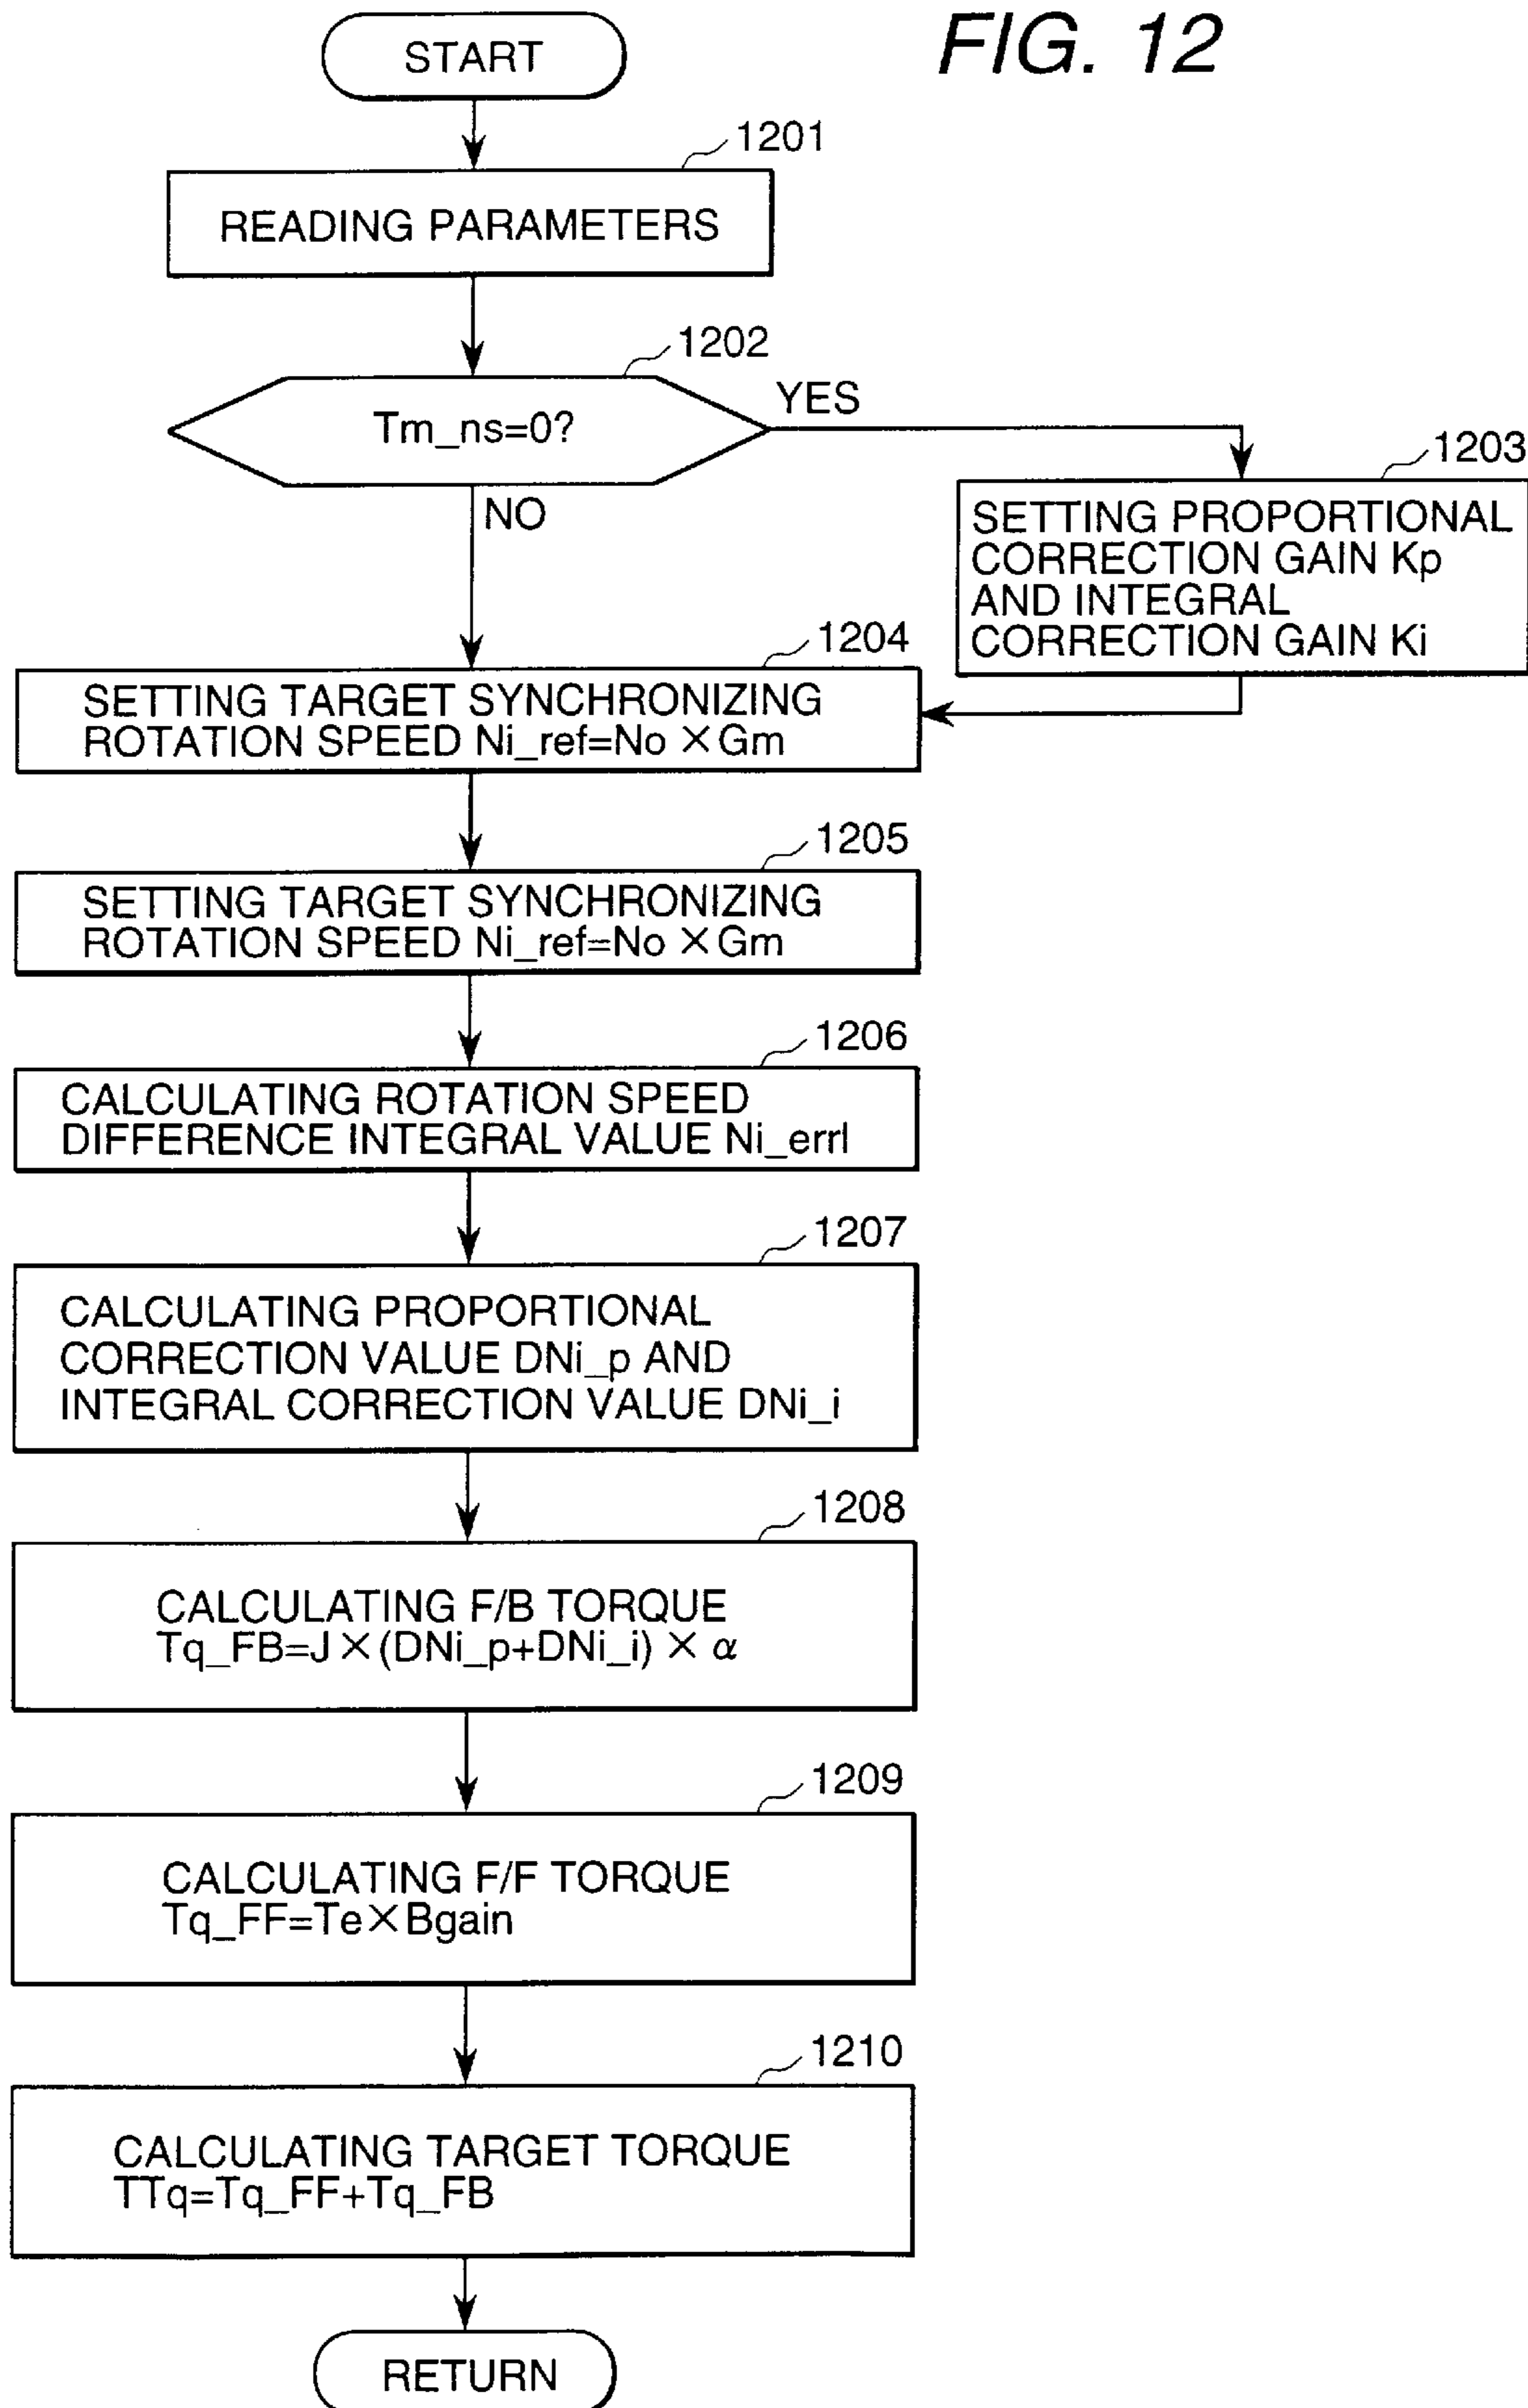 FIG. 12
START
1201
READING PARAMETERS
1202
Tm_ns=0?
YES
NO
1203
SETTING PROPORTIONAL
CORRECTION GAIN Kp
AND INTEGRAL
CORRECTION GAIN Ki
1204
SETTING TARGET SYNCHRONIZING
ROTATION SPEED Ni_ref=No×Gm
1205
SETTING TARGET SYNCHRONIZING
ROTATION SPEED Ni_ref=No×Gm
1206
CALCULATING ROTATION SPEED
DIFFERENCE INTEGRAL VALUE Ni_errI
1207
CALCULATING PROPORTIONAL
CORRECTION VALUE DNi_p AND
INTEGRAL CORRECTION VALUE DNi_i
1208
CALCULATING F/B TORQUE
Tq_FB=J×(DNi_p+DNi_i)×α
1209
CALCULATING F/F TORQUE
Tq_FF=Te×Bgain
1210
CALCULATING TARGET TORQUE
TTq=Tq_FF+Tq_FB
RETURN